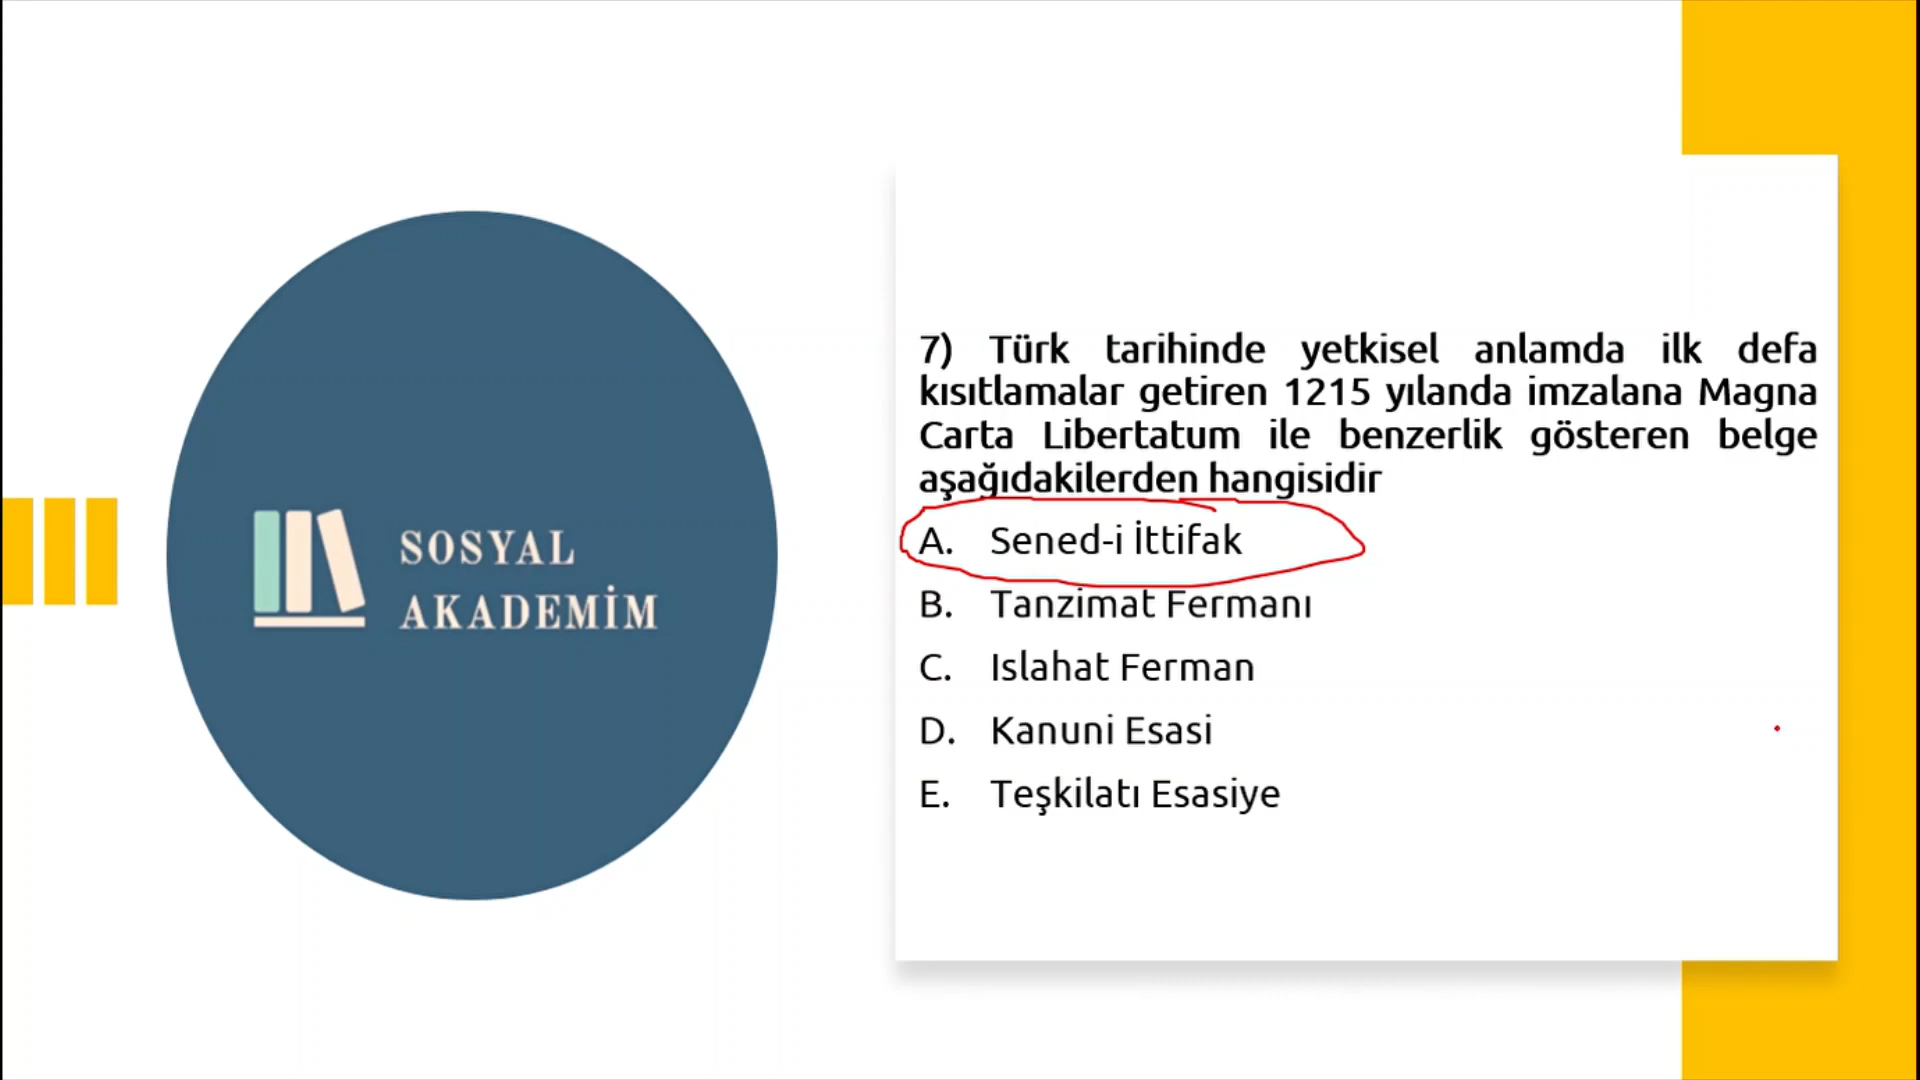 SOSYAL
AKADEMİM
7) Türk tarihinde yetkisel anlamda ilk defa
kısıtlamalar getiren 1215 yılanda imzalana Magna
Carta Libertatum ile benzerlik gösteren belge
aşağıdakilerden hangisidir
A. Sened-i İttifak
B. Tanzimat Fermanı
C. Islahat Ferman
D. Kanuni Esasi
E. Teşkilatı Esasiye